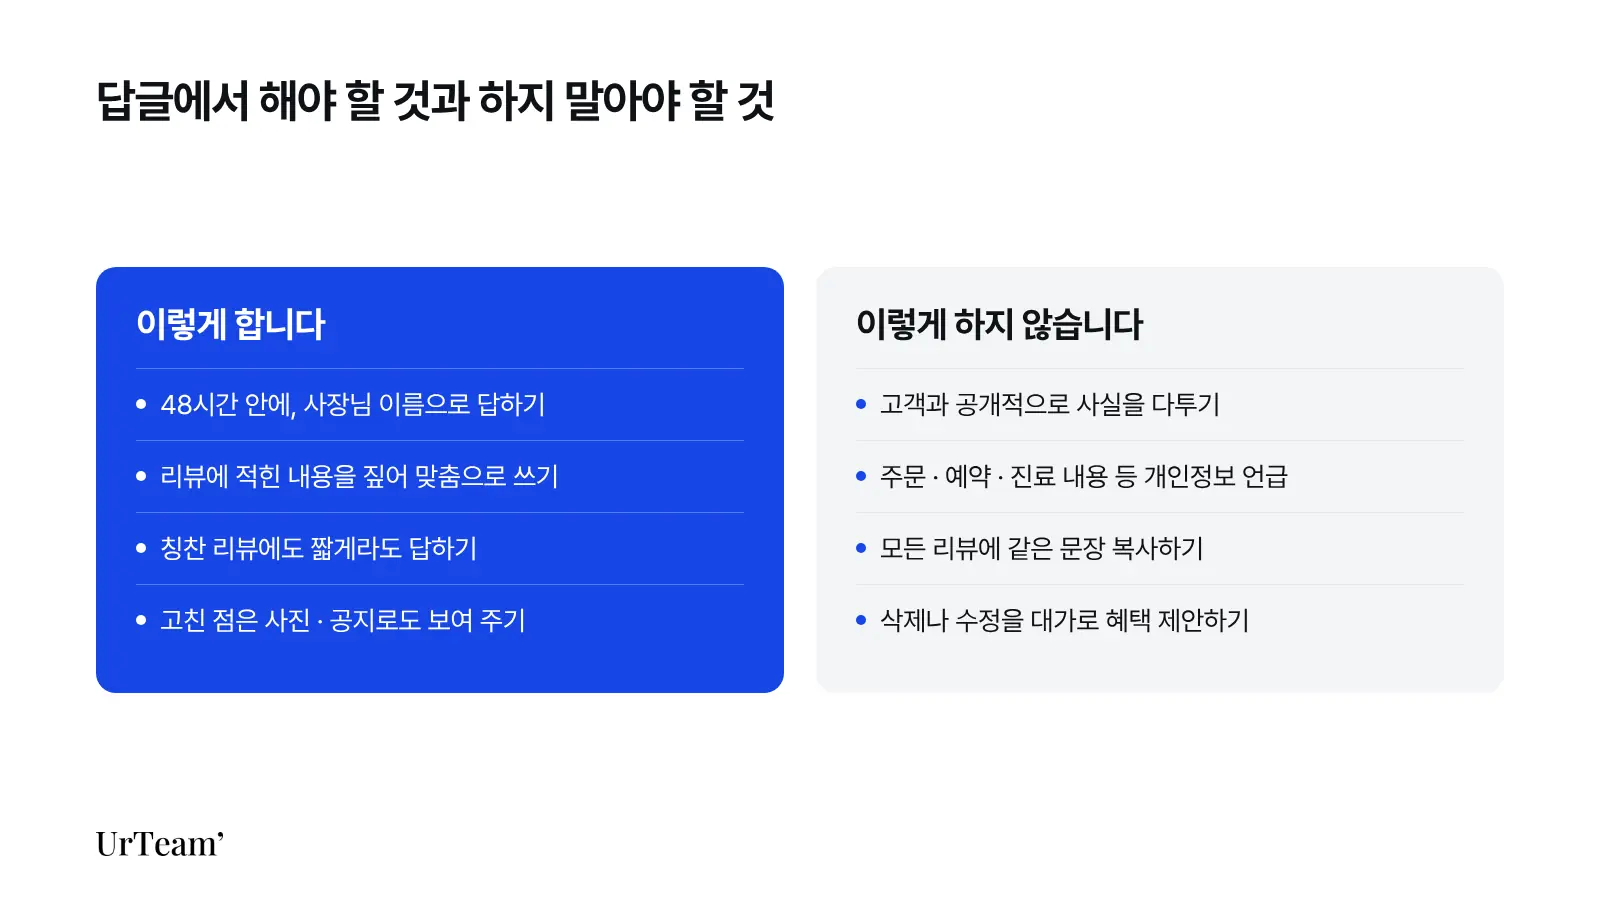 답글에서 해야 할 것과 하지 말아야 할 것
이렇게 합니다
48시간 안에, 사장님 이름으로 답하기
리뷰에 적힌 내용을 짚어 맞춤으로 쓰기
칭찬 리뷰에도 짧게라도 답하기
고친 점은 사진 · 공지로도 보여 주기
이렇게 하지 않습니다
고객과 공개적으로 사실을 다투기
주문 · 예약 · 진료 내용 등 개인정보 언급
모든 리뷰에 같은 문장 복사하기
삭제나 수정을 대가로 혜택 제안하기
UrTeam’